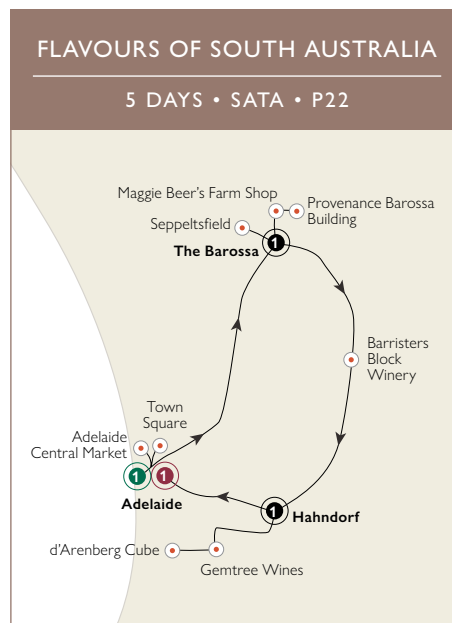 FLAVOURS OF SOUTH AUSTRALIA
5 DAYS • SATA • P22
Maggie Beer's Farm Shop
Provenance Barossa
Building
Seppeltsfield
1
The Barossa
Barristers
Block
Winery
Town
Square
Adelaide
Central Market
1
1
Adelaide
1
Hahndorf
d'Arenberg Cube
Gemtree Wines